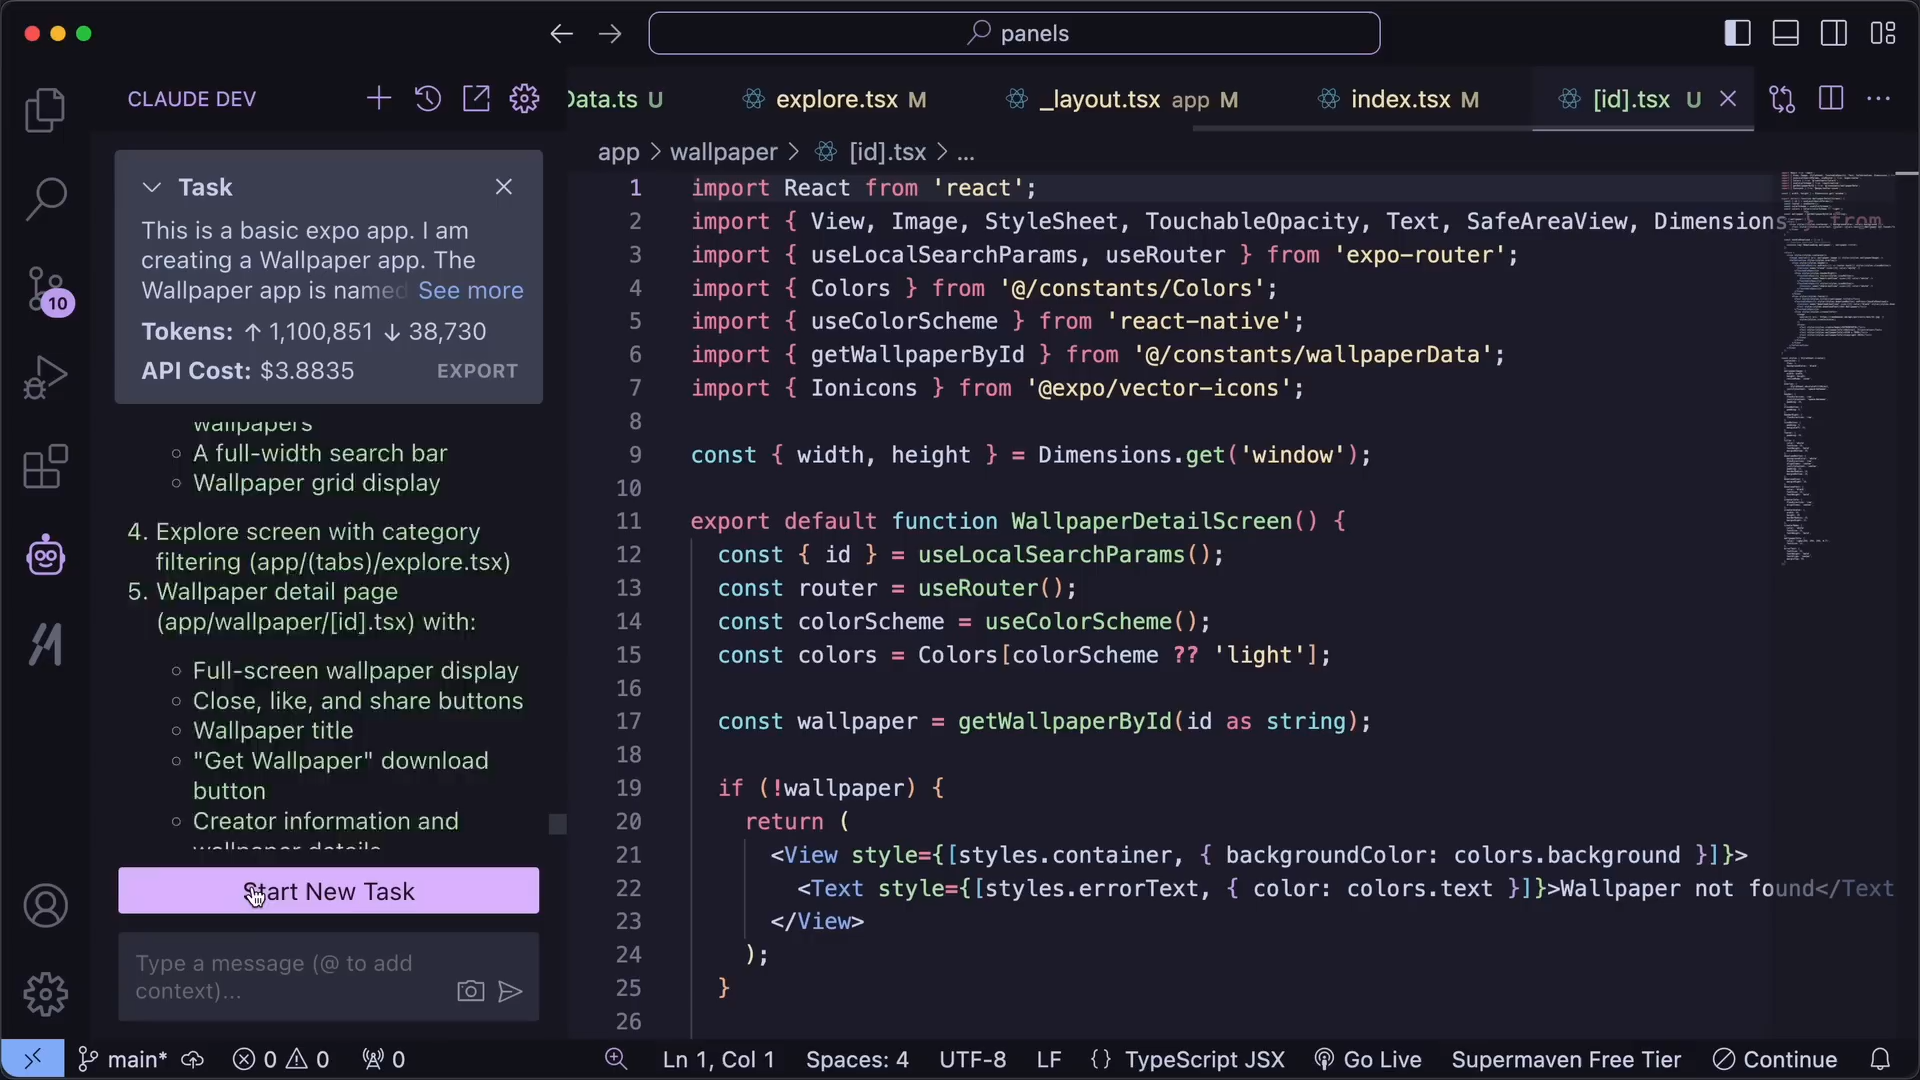 panels
CLAUDE DEV
Data.ts U
explore.tsx M
_layout.tsx app M
index.tsx M
[id].tsx U
app > wallpaper > [id].tsx > ...
Task
This is a basic expo app. I am
creating a Wallpaper app. The
Wallpaper app is named See more
Tokens: ↑ 1,100,851 ↓ 38,730
API Cost: $3.8835 EXPORT
wallpapers
○ A full-width search bar
○ Wallpaper grid display
4. Explore screen with category
filtering (app/(tabs)/explore.tsx)
5. Wallpaper detail page
(app/wallpaper/[id].tsx) with:
○ Full-screen wallpaper display
○ Close, like, and share buttons
○ Wallpaper title
○ "Get Wallpaper" download
button
○ Creator information and
wallpaper details
Start New Task
Type a message (@ to add
context)...
10
1 import React from 'react';
2 import { View, Image, StyleSheet, TouchableOpacity, Text, SafeAreaView, Dimensions } from
3 import { useLocalSearchParams, useRouter } from 'expo-router';
4 import { Colors } from '@/constants/Colors';
5 import { useColorScheme } from 'react-native';
6 import { getWallpaperById } from '@/constants/wallpaperData';
7 import { Ionicons } from '@expo/vector-icons';
8
9 const { width, height } = Dimensions.get('window');
10
11 export default function WallpaperDetailScreen() {
12 const { id } = useLocalSearchParams();
13 const router = useRouter();
14 const colorScheme = useColorScheme();
15 const colors = Colors[colorScheme ?? 'light'];
16
17 const wallpaper = getWallpaperById(id as string);
18
19 if (!wallpaper) {
20 return (
21 <View style={[styles.container, { backgroundColor: colors.background }]}>
22 <Text style={[styles.errorText, { color: colors.text }]}>Wallpaper not found</Text
23 </View>
24 );
25 }
26
main* 0 0 0 Ln 1, Col 1 Spaces: 4 UTF-8 LF {} TypeScript JSX Go Live Supermaven Free Tier Continue